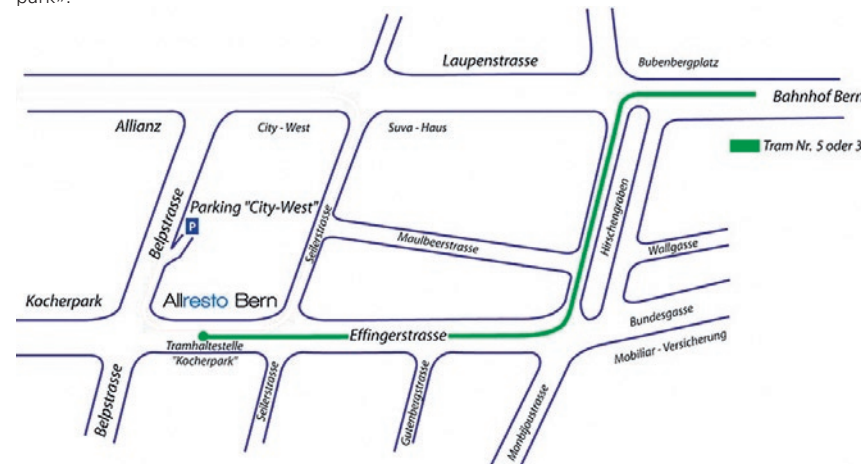 park».
Laupenstrasse
Bubenbergplatz
Bahnhof Bern
Allianz
City - West
Suva - Haus
Tram Nr. 5 oder 3
Belpstrasse
Parking "City-West"
P
Seilerstrasse
Maulbeerstrasse
Hirschengraben
Wallgasse
Kocherpark
Allresto Bern
Effingerstrasse
Bundesgasse
Tramhaltestelle
"Kocherpark"
Mobiliar - Versicherung
Belpstrasse
Seilerstrasse
Gutenbergstrasse
Monbijoustrasse